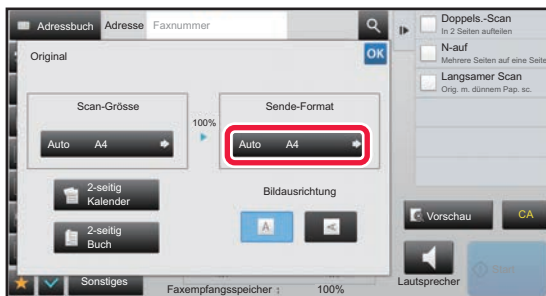 Adressbuch
Adresse
Faxnummer
Original
OK
Scan-Grösse
Auto A4
100%
Sende-Format
Auto A4
2-seitig
Kalender
2-seitig
Buch
Bildausrichtung
A
A
Sonstiges
Faxempfangsspeicher : 100%
Doppels.-Scan
In 2 Seiten aufteilen
N-auf
Mehrere Seiten auf eine Seite
Langsamer Scan
Orig. m. dünnem Pap. sc.
Vorschau
CA
Lautsprecher
Start